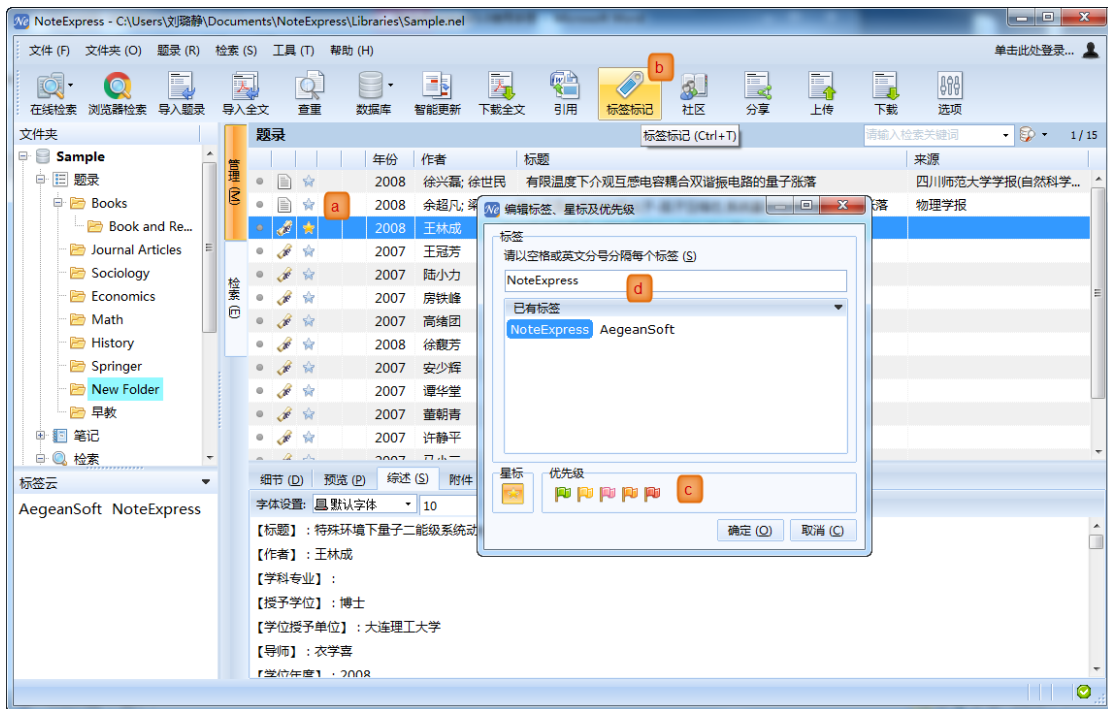 NoteExpress - C:\Users\刘璐静\Documents\NoteExpress\Libraries\Sample.nel
文件 (F) 文件夹 (O) 题录 (R) 检索 (S) 工具 (T) 帮助 (H) 单击此处登录...
b
在线检索 浏览器检索 导入题录 导入全文 查重 数据库 智能更新 下载全文 引用 标签标记 社区 分享 上传 下载 选项
文件夹 题录 标签标记 (Ctrl+T) 请输入检索关键词 1 / 15
Sample
题录
Books
Book and Re...
Journal Articles
Sociology
Economics
Math
History
Springer
New Folder
早教
笔记
检索
标签云
AegeanSoft NoteExpress
管理 (M)
检索 (E)
年份 作者 标题 来源
2008 徐兴磊; 徐世民 有限温度下介观互感电容耦合双谐振电路的量子涨落 四川师范大学学报(自然科学...
a
2008 余超凡; 梁 涨落 物理学报
2008 王林成
2007 王冠芳
2007 陆小力
2007 房铁峰
2007 高绪团
2008 徐馥芳
2007 安少辉
2007 谭华堂
2007 董朝青
2007 许静平
2007
编辑标签、星标及优先级
标签
请以空格或英文分号分隔每个标签 (S)
NoteExpress
d
已有标签
NoteExpress AegeanSoft
星标 优先级
c
确定 (O) 取消 (C)
细节 (D) 预览 (P) 综述 (S) 附件
字体设置: 默认字体 10
【标题】：特殊环境下量子二能级系统动
【作者】：王林成
【学科专业】：
【授予学位】：博士
【学位授予单位】：大连理工大学
【导师】：衣学喜
【学位年度】：2008